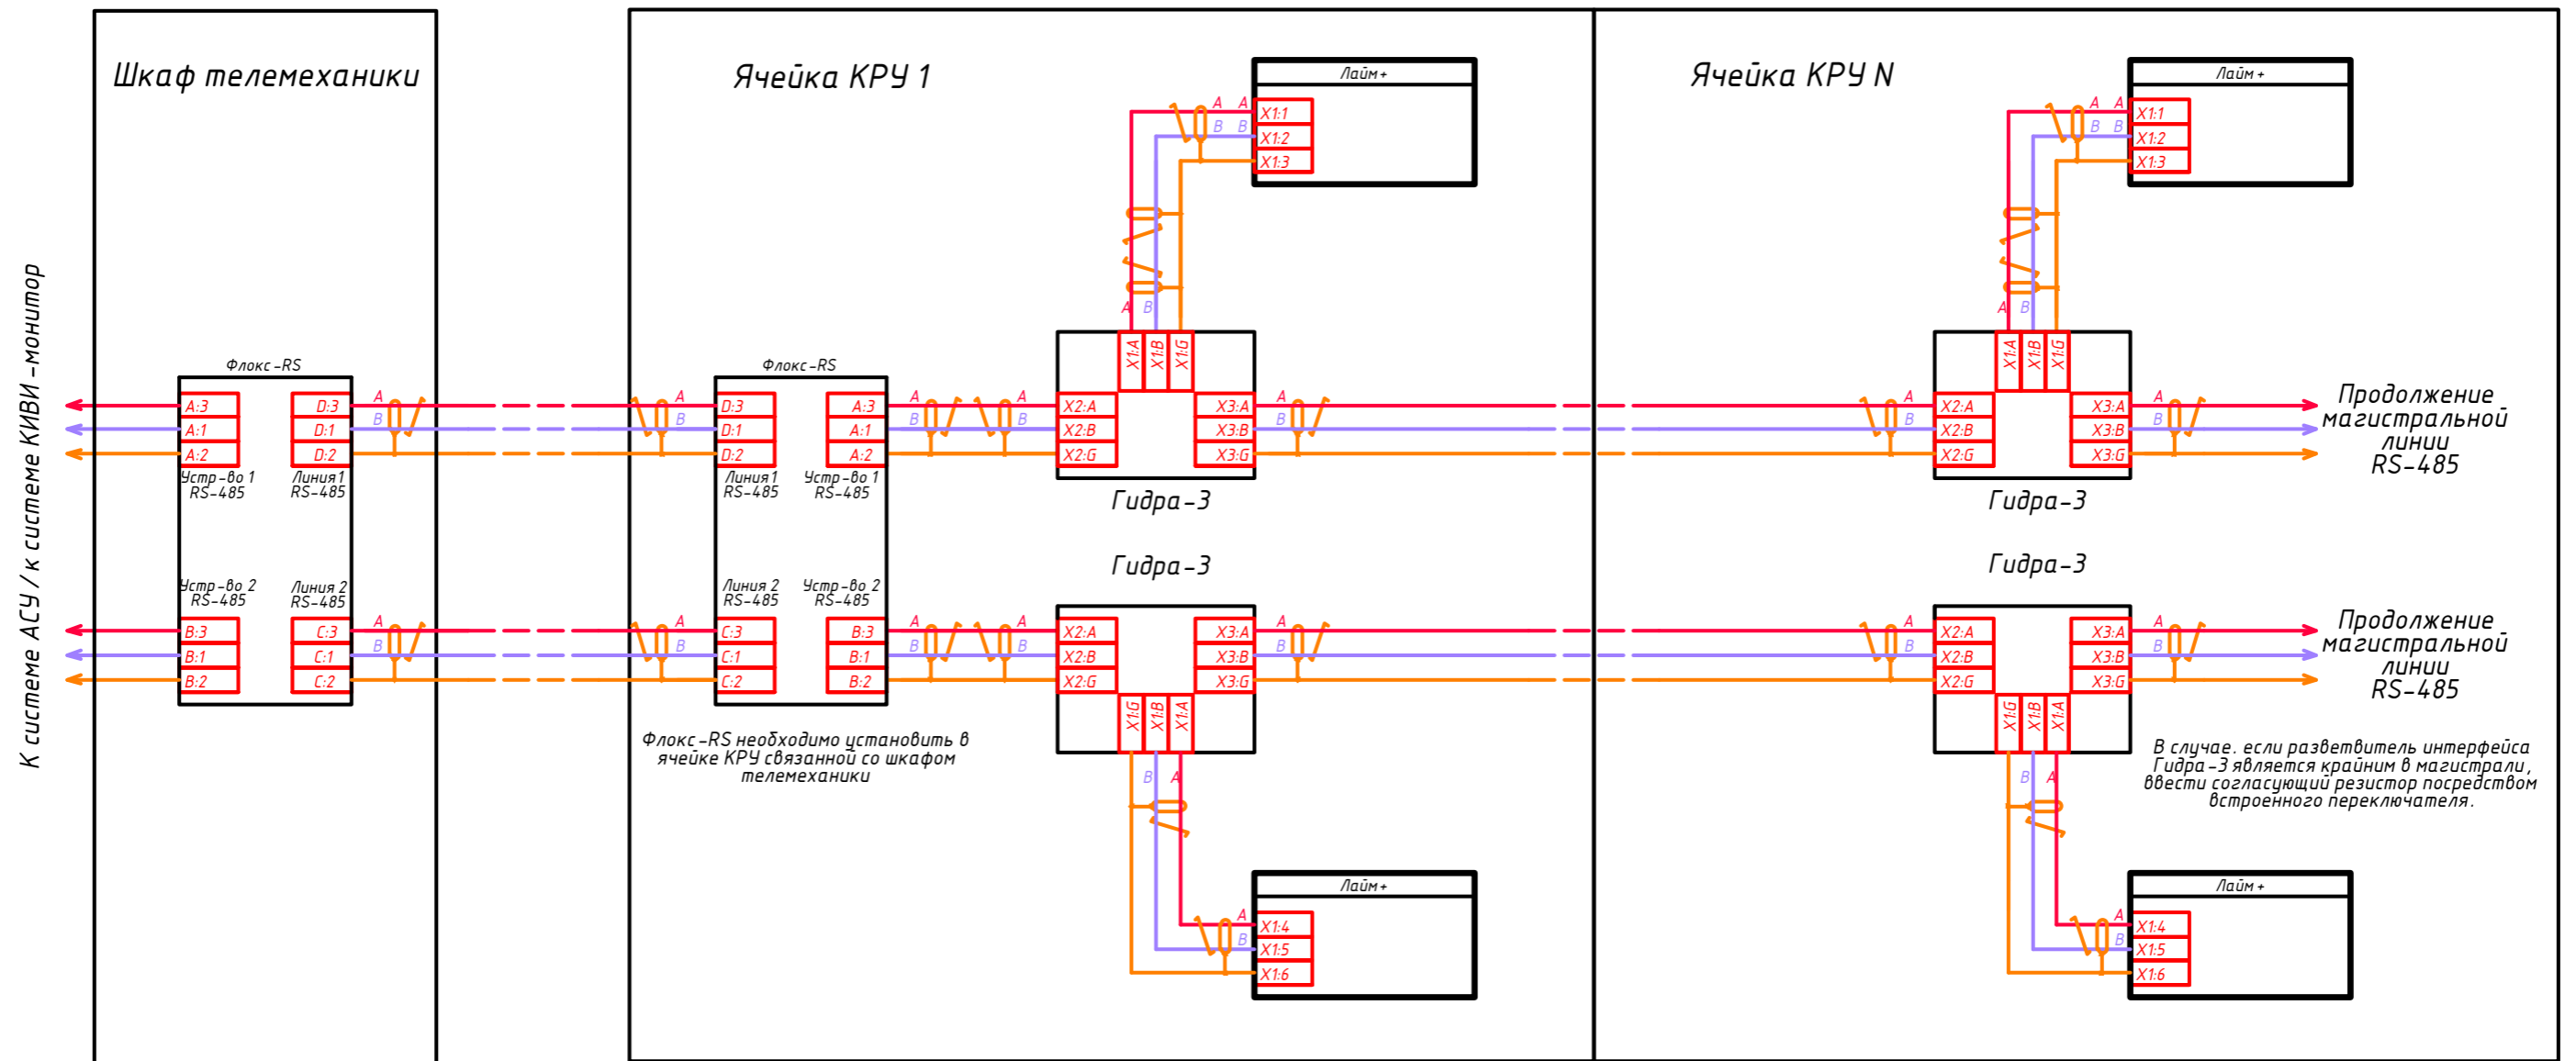 К системе АСУ / к системе КИВИ-монитор
Шкаф телемеханики
Флокс-RS
A:3
A:1
A:2
D:3
D:1
D:2
A
B
Устр-во 1
RS-485
Линия1
RS-485
Устр-во 2
RS-485
Линия 2
RS-485
B:3
B:1
B:2
C:3
C:1
C:2
A
B
Ячейка КРУ 1
Лайм+
A A
B B
X1:1
X1:2
X1:3
A
B
X1:A
X1:B
X1:G
Флокс-RS
A
B
D:3
D:1
D:2
A:3
A:1
A:2
A A
B B
X2:A
X2:B
X2:G
X3:A
X3:B
X3:G
A
B
Линия1
RS-485
Устр-во 1
RS-485
Гидра-3
Гидра-3
Линия 2
RS-485
Устр-во 2
RS-485
A
B
C:3
C:1
C:2
B:3
B:1
B:2
A A
B B
X2:A
X2:B
X2:G
X3:A
X3:B
X3:G
A
B
X1:G
X1:B
X1:A
B
A
Флокс-RS необходимо установить в
ячейке КРУ связанной со шкафом
телемеханики
Лайм+
A
B
X1:4
X1:5
X1:6
Ячейка КРУ N
Лайм+
A A
B B
X1:1
X1:2
X1:3
A
B
X1:A
X1:B
X1:G
A
B
X2:A
X2:B
X2:G
X3:A
X3:B
X3:G
A
B
Продолжение
магистральной
линии
RS-485
Гидра-3
Гидра-3
A
B
X2:A
X2:B
X2:G
X3:A
X3:B
X3:G
A
B
Продолжение
магистральной
линии
RS-485
X1:G
X1:B
X1:A
B
A
В случае. если разветвитель интерфейса
Гидра-3 является крайним в магистрали,
ввести согласующий резистор посредством
встроенного переключателя.
Лайм+
A
B
X1:4
X1:5
X1:6